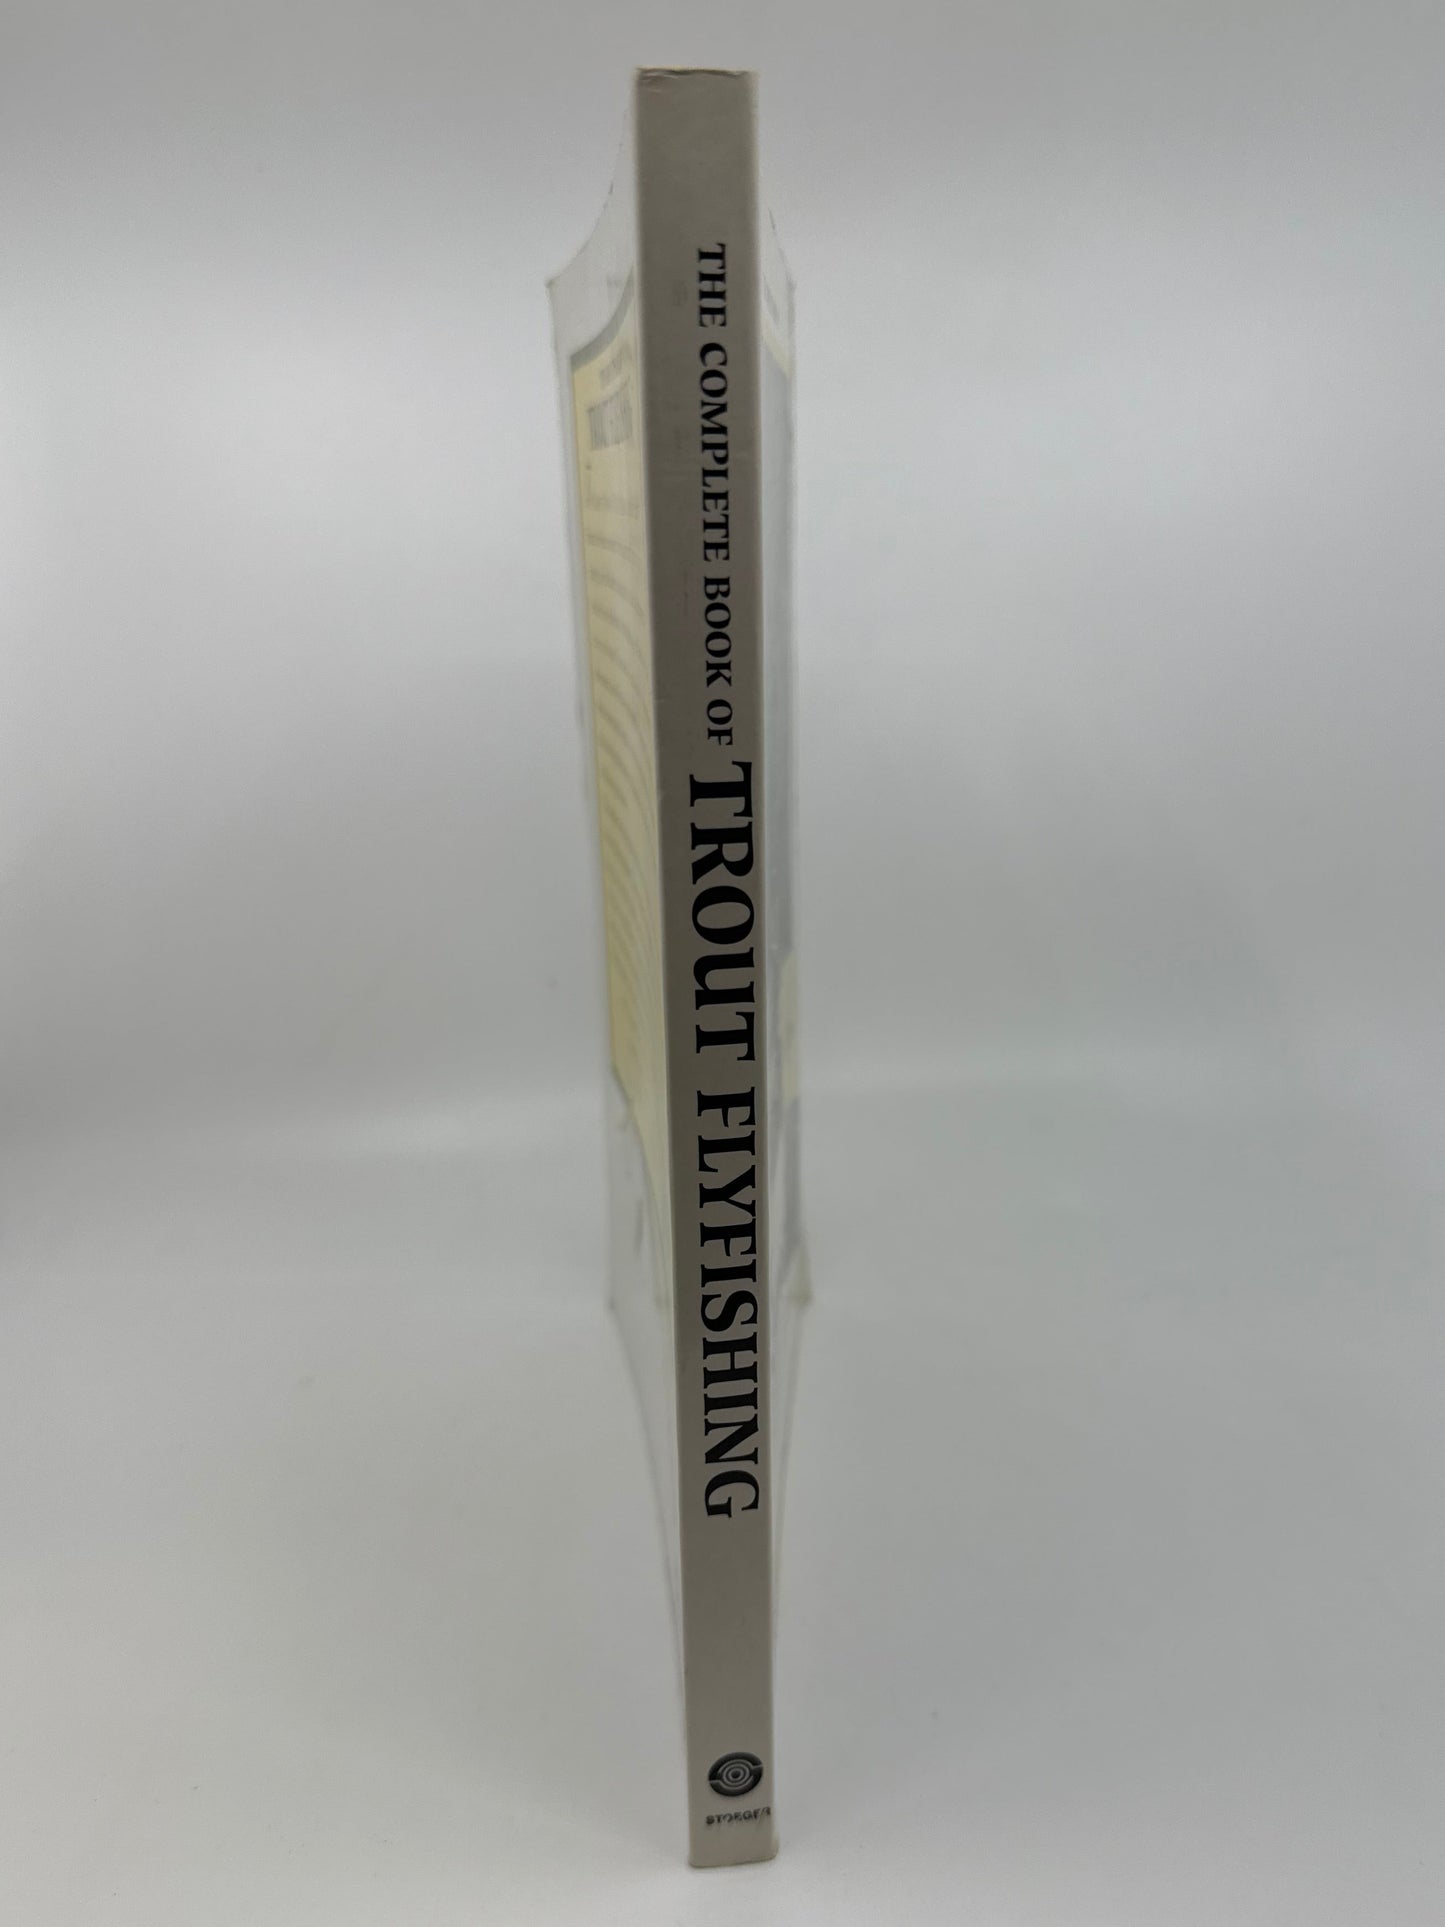 THE COMPLETE BOOK OF TROUT FLYFISHING
STOEGER